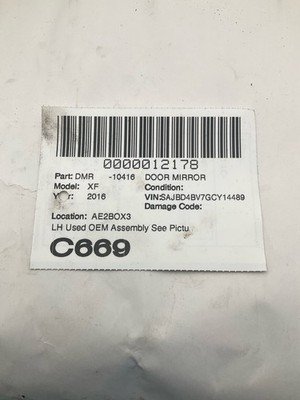 0000012178
Part: DMR -10416 DOOR MIRROR
Model: XF Condition:
Year: 2016 VIN:SAJBD4BV7GCY14489
Damage Code:
Location: AE2BOX3
LH Used OEM Assembly See Pictu
C669